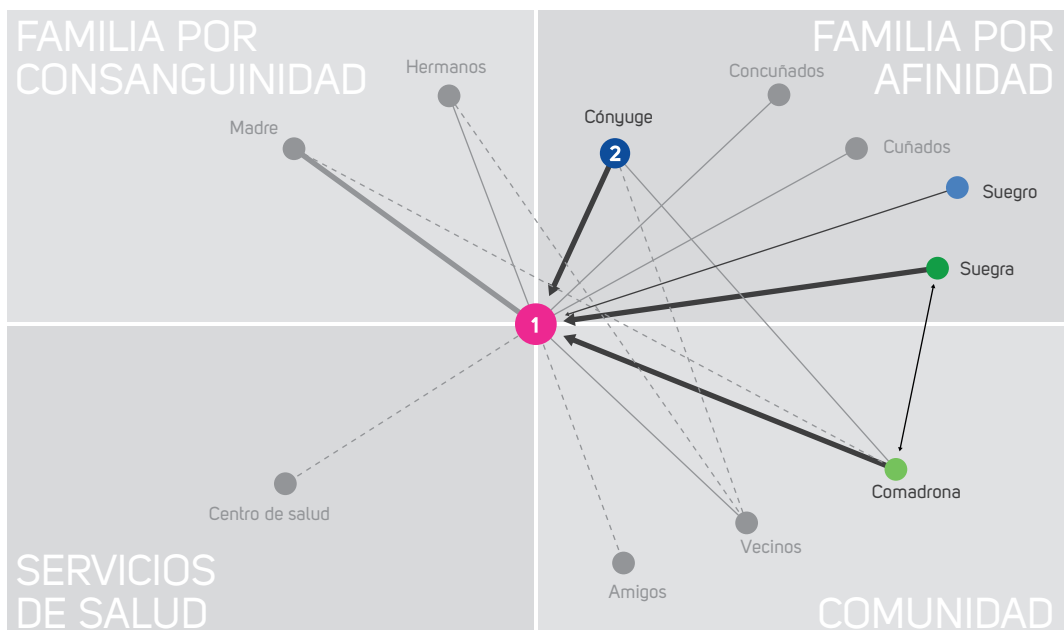 FAMILIA POR
CONSANGUINIDAD
FAMILIA POR
AFINIDAD
Hermanos
Concuñados
Madre
Cónyuge
2
Cuñados
Suegro
Suegra
1
Comadrona
Centro de salud
Vecinos
Amigos
SERVICIOS
DE SALUD
COMUNIDAD